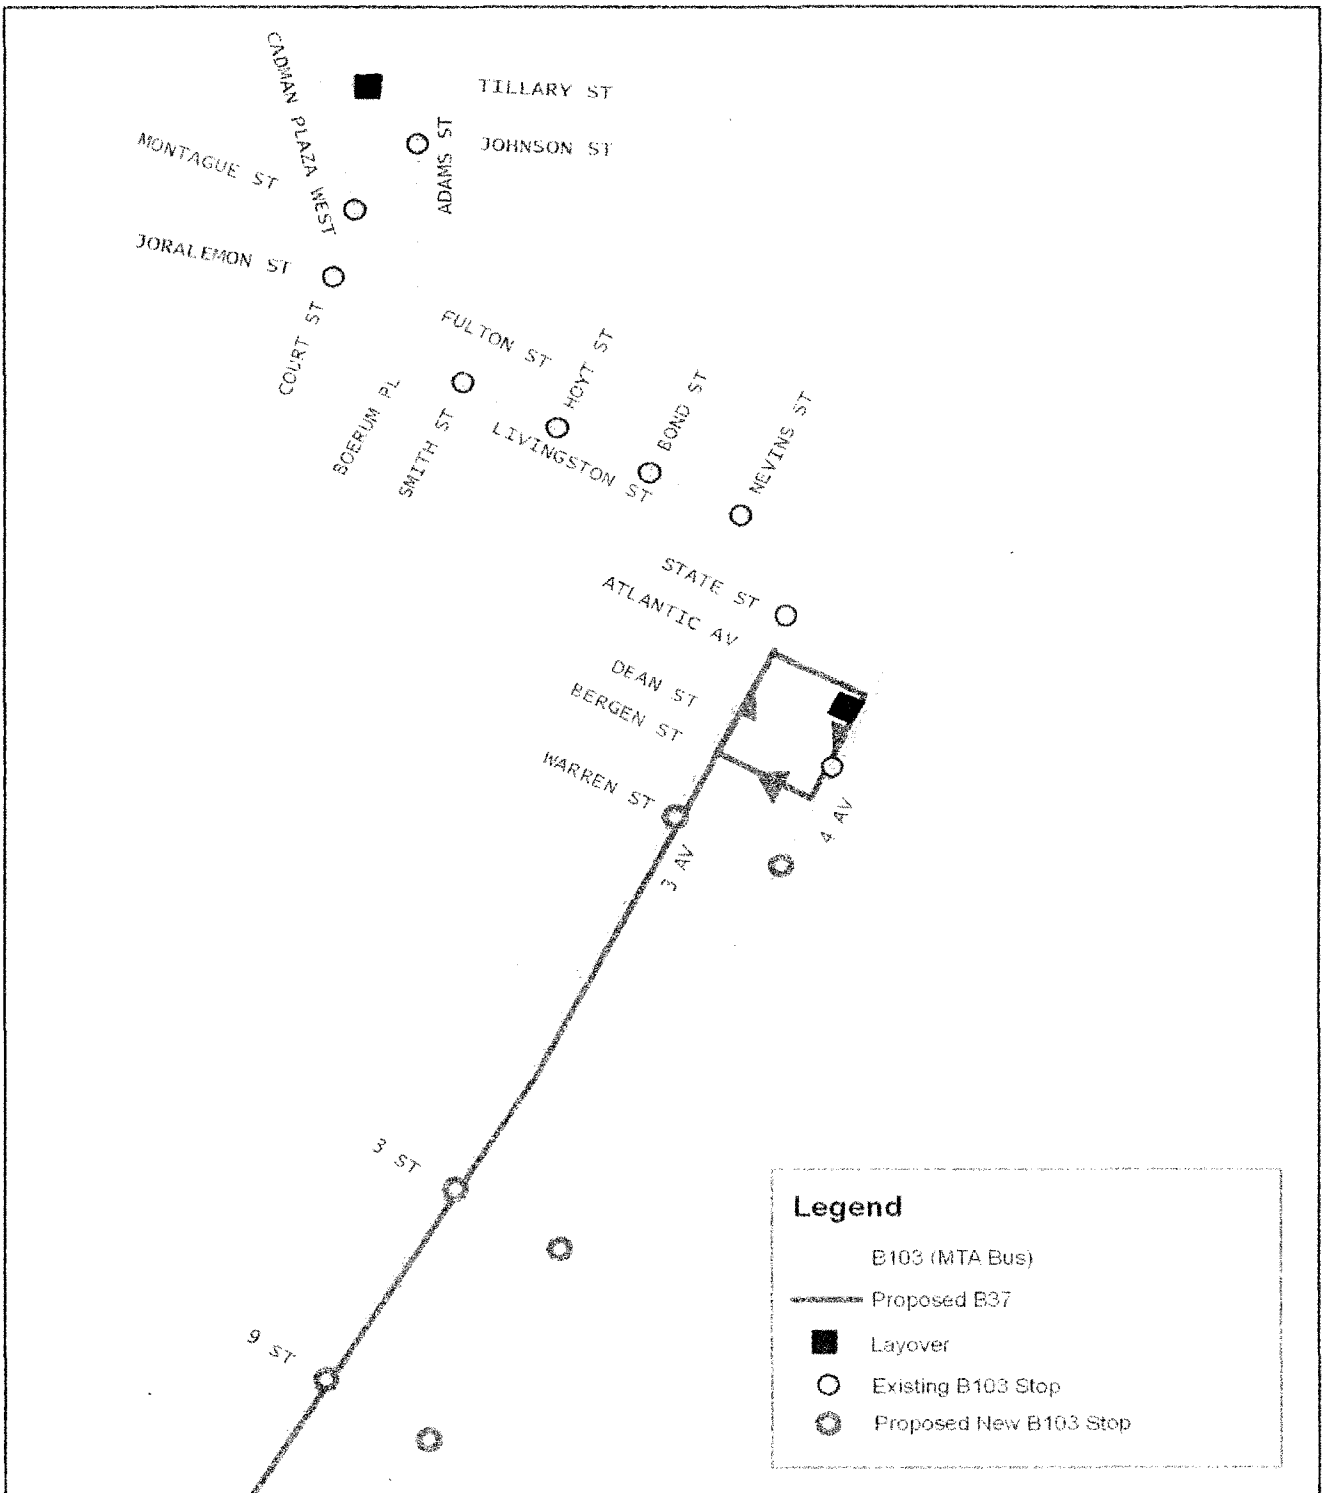 CADMAN PLAZA WEST
TILLARY ST
ADAMS ST
JOHNSON ST
MONTAGUE ST
JORALEMON ST
COURT ST
FULTON ST
HOYT ST
BOERUM PL
SMITH ST
LIVINGSTON ST
BOND ST
NEVINS ST
STATE ST
ATLANTIC AV
DEAN ST
BERGEN ST
WARREN ST
4 AV
3 AV
3 ST
9 ST
Legend
B103 (MTA Bus)
Proposed B37
Layover
Existing B103 Stop
Proposed New B103 Stop